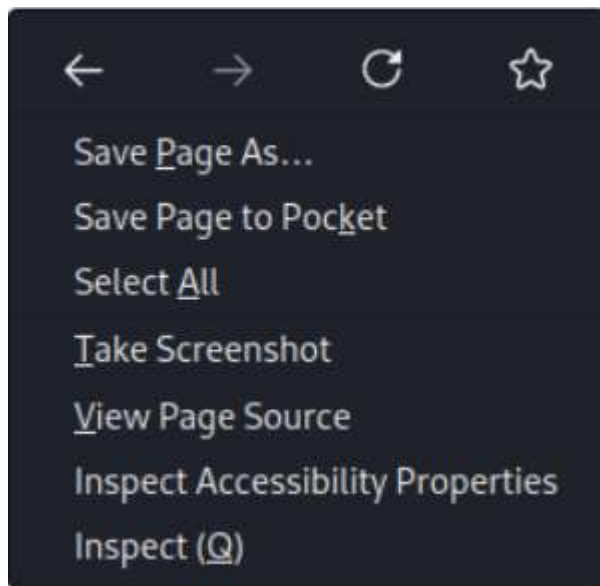 Save Page As...
Save Page to Pocket
Select All
Take Screenshot
View Page Source
Inspect Accessibility Properties
Inspect (Q)